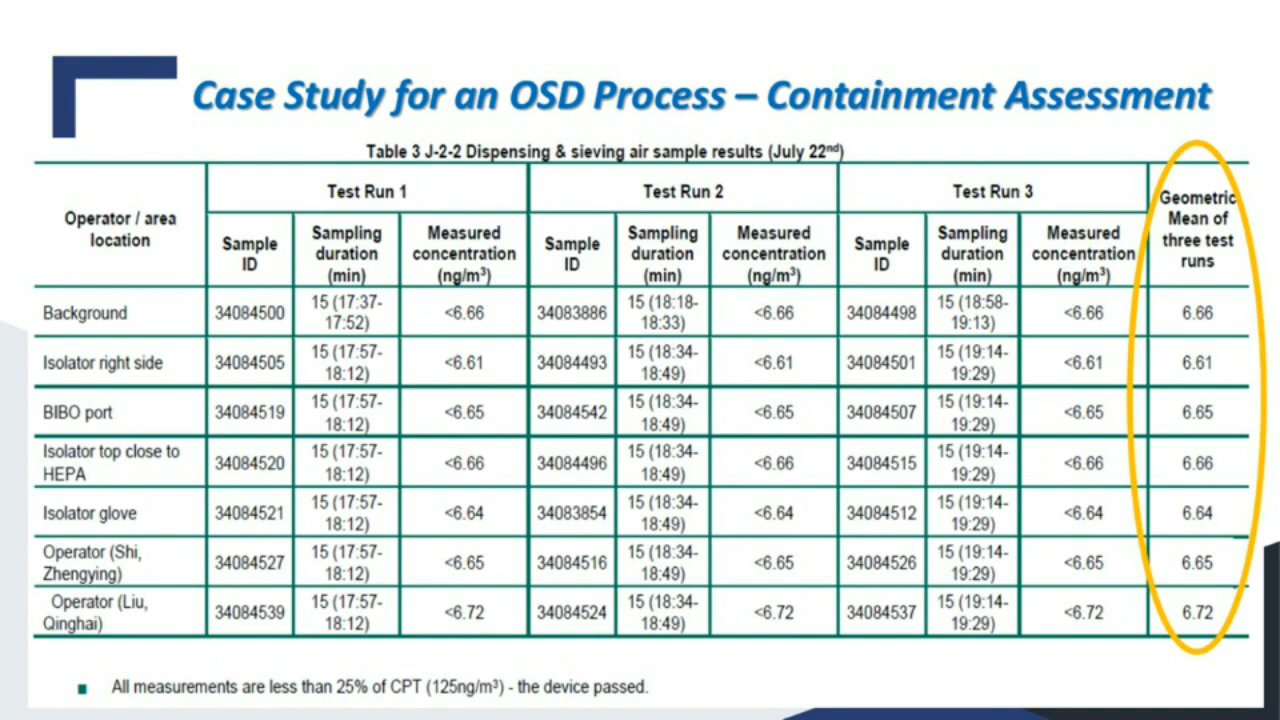 Case Study for an OSD Process – Containment Assessment
Table 3 J-2-2 Dispensing & sieving air sample results (July 22nd)
Operator / area location | Test Run 1 | Test Run 2 | Test Run 3 | Geometric Mean of three test runs
Sample ID | Sampling duration (min) | Measured concentration (ng/m³) | Sample ID | Sampling duration (min) | Measured concentration (ng/m³) | Sample ID | Sampling duration (min) | Measured concentration (ng/m³)
Background | 34084500 | 15 (17:37-17:52) | <6.66 | 34083886 | 15 (18:18-18:33) | <6.66 | 34084498 | 15 (18:58-19:13) | <6.66 | 6.66
Isolator right side | 34084505 | 15 (17:57-18:12) | <6.61 | 34084493 | 15 (18:34-18:49) | <6.61 | 34084501 | 15 (19:14-19:29) | <6.61 | 6.61
BIBO port | 34084519 | 15 (17:57-18:12) | <6.65 | 34084542 | 15 (18:34-18:49) | <6.65 | 34084507 | 15 (19:14-19:29) | <6.65 | 6.65
Isolator top close to HEPA | 34084520 | 15 (17:57-18:12) | <6.66 | 34084496 | 15 (18:34-18:49) | <6.66 | 34084515 | 15 (19:14-19:29) | <6.66 | 6.66
Isolator glove | 34084521 | 15 (17:57-18:12) | <6.64 | 34083854 | 15 (18:34-18:49) | <6.64 | 34084512 | 15 (19:14-19:29) | <6.64 | 6.64
Operator (Shi, Zhengying) | 34084527 | 15 (17:57-18:12) | <6.65 | 34084516 | 15 (18:34-18:49) | <6.65 | 34084526 | 15 (19:14-19:29) | <6.65 | 6.65
Operator (Liu, Qinghai) | 34084539 | 15 (17:57-18:12) | <6.72 | 34084524 | 15 (18:34-18:49) | <6.72 | 34084537 | 15 (19:14-19:29) | <6.72 | 6.72
■ All measurements are less than 25% of CPT (125ng/m³) - the device passed.